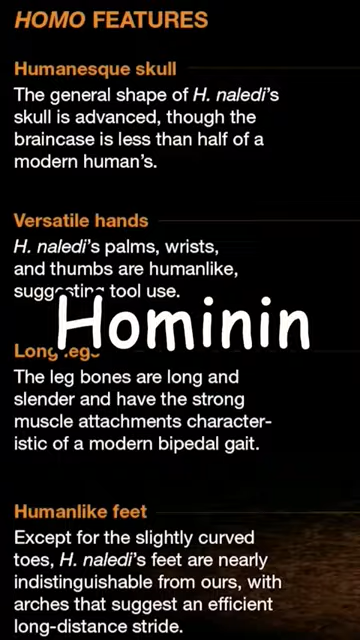 HOMO FEATURES
Humanesque skull
The general shape of H. naledi's
skull is advanced, though the
braincase is less than half of a
modern human's.
Versatile hands
H. naledi's palms, wrists,
and thumbs are humanlike,
suggesting tool use.
Hominin
Long legs
The leg bones are long and
slender and have the strong
muscle attachments character-
istic of a modern bipedal gait.
Humanlike feet
Except for the slightly curved
toes, H. naledi's feet are nearly
indistinguishable from ours, with
arches that suggest an efficient
long-distance stride.